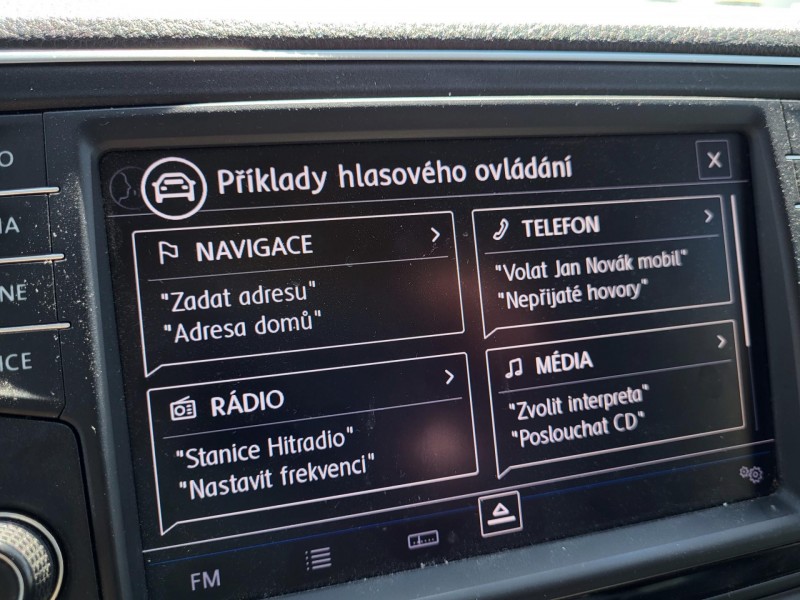 Příklady hlasového ovládání
X
NAVIGACE
"Zadat adresu"
"Adresa domů"
TELEFON
"Volat Jan Novák mobil"
"Nepřijaté hovory"
RÁDIO
"Stanice Hitradio"
"Nastavit frekvenci"
MÉDIA
"Zvolit interpreta"
"Poslouchat CD"
FM